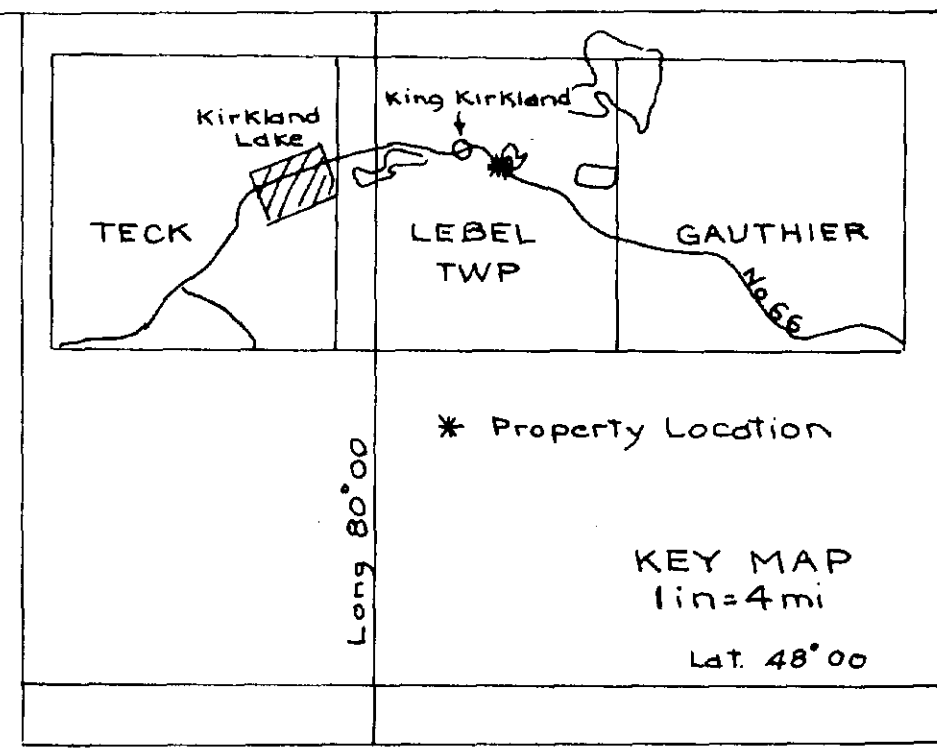 Kirkland
Lake
King Kirkland
TECK
LEBEL
TWP
GAUTHIER
No 66
* Property Location
Long 80°00
KEY MAP
1in=4mi
Lat. 48°00